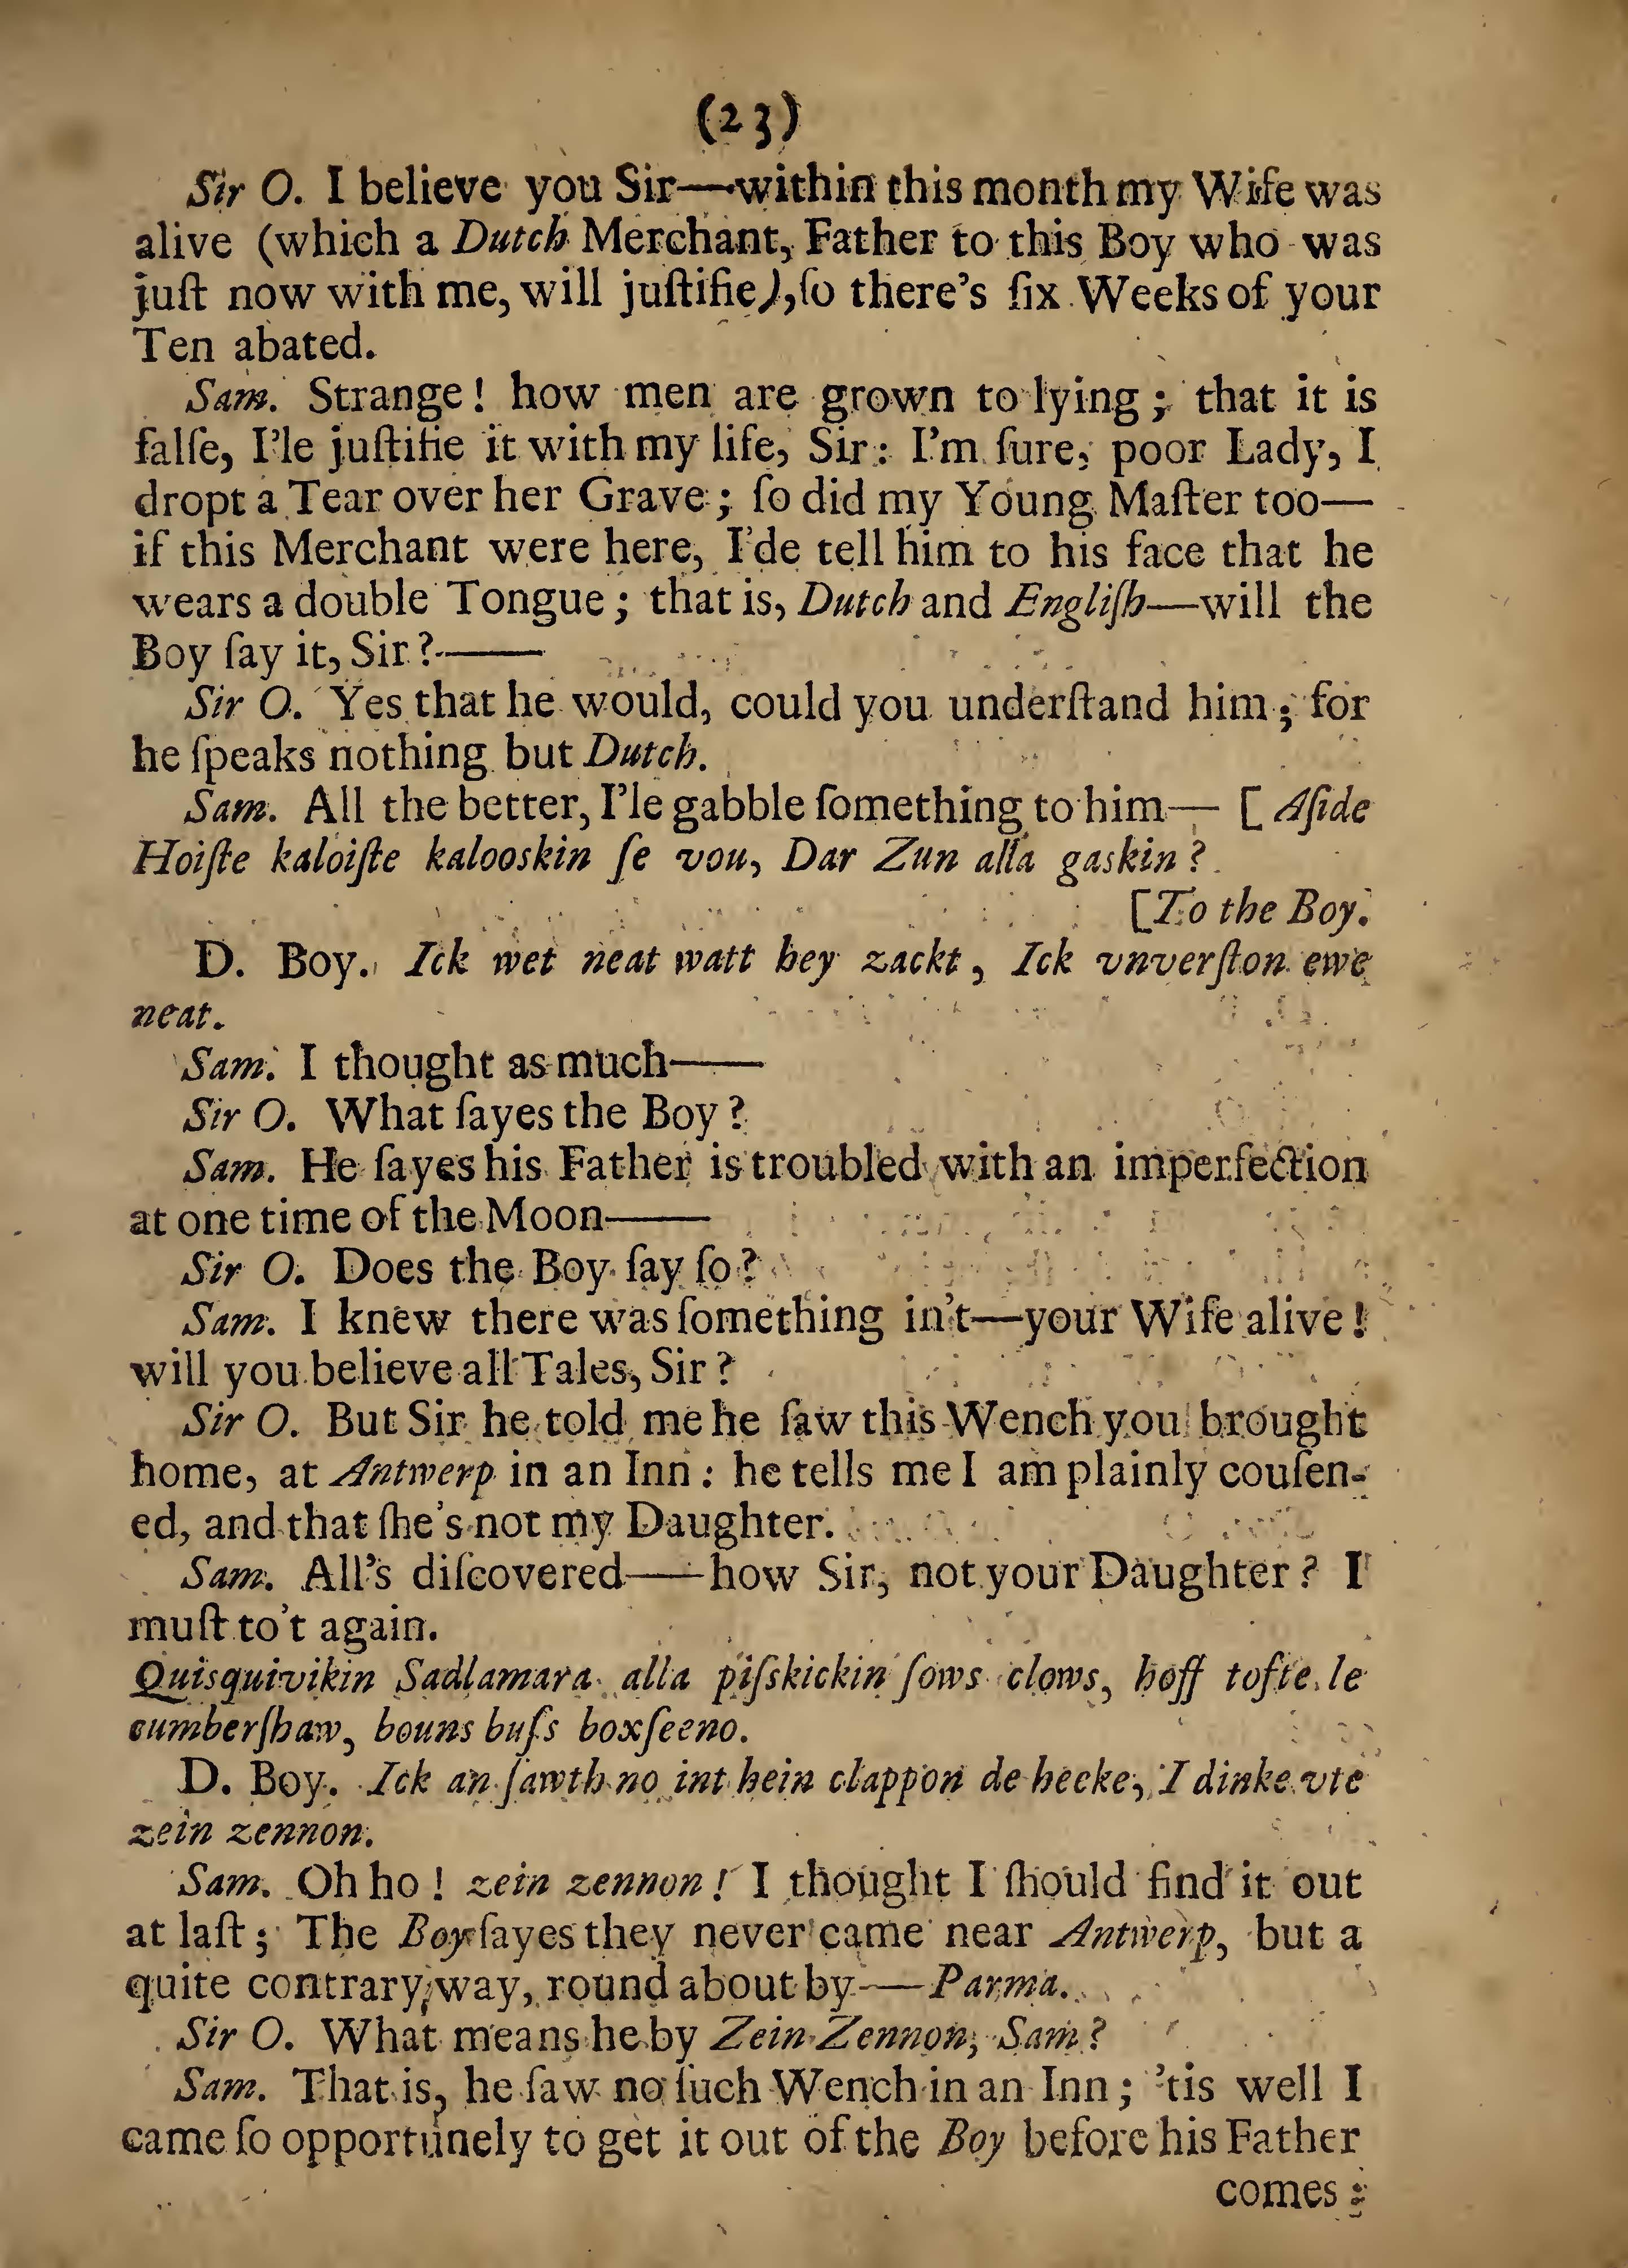 (23)
Sir O. I believe you Sir—within this month my Wife was
alive (which a Dutch Merchant, Father to this Boy who was
juſt now with me, will juſtifie), ſo there's ſix Weeks of your
Ten abated.
Sam. Strange! how men are grown to lying; that it is
falſe, I'le juſtifie it with my life, Sir: I'm ſure, poor Lady, I
dropt a Tear over her Grave; ſo did my Young Maſter too—
if this Merchant were here, I'de tell him to his face that he
wears a double Tongue; that is, Dutch and Engliſh—will the
Boy ſay it, Sir?——
Sir O. Yes that he would, could you underſtand him; for
he ſpeaks nothing but Dutch.
Sam. All the better, I'le gabble ſomething to him— [Aſide
Hoiſte kaloiſte kalooskin ſe vou, Dar Zun alla gaskin?
[To the Boy.
D. Boy. Ick wet neat watt hey zackt, Ick vnverſton ewe
neat.
Sam. I thought as much——
Sir O. What ſayes the Boy?
Sam. He ſayes his Father is troubled with an imperfection
at one time of the Moon——
Sir O. Does the Boy ſay ſo?
Sam. I knew there was ſomething in't—your Wife alive!
will you believe all Tales, Sir?
Sir O. But Sir he told me he ſaw this Wench you brought
home, at Antwerp in an Inn: he tells me I am plainly couſen-
ed, and that ſhe's not my Daughter.
Sam. All's diſcovered——how Sir, not your Daughter? I
muſt to't again.
Quisquivikin Sadlamara alla piſskickin ſows clows, hoff tofte le
cumberſhaw, bouns buſs boxſeeno.
D. Boy. Ick an ſawth no int hein clappon de heeke, I dinke vte
zein zennon.
Sam. Oh ho! zein zennon! I thought I ſhould find it out
at laſt; The Boy ſayes they never came near Antwerp, but a
quite contrary way, round about by——Parma.
Sir O. What means he by Zein Zennon, Sam?
Sam. That is, he ſaw no ſuch Wench in an Inn; 'tis well I
came ſo opportunely to get it out of the Boy before his Father
comes: